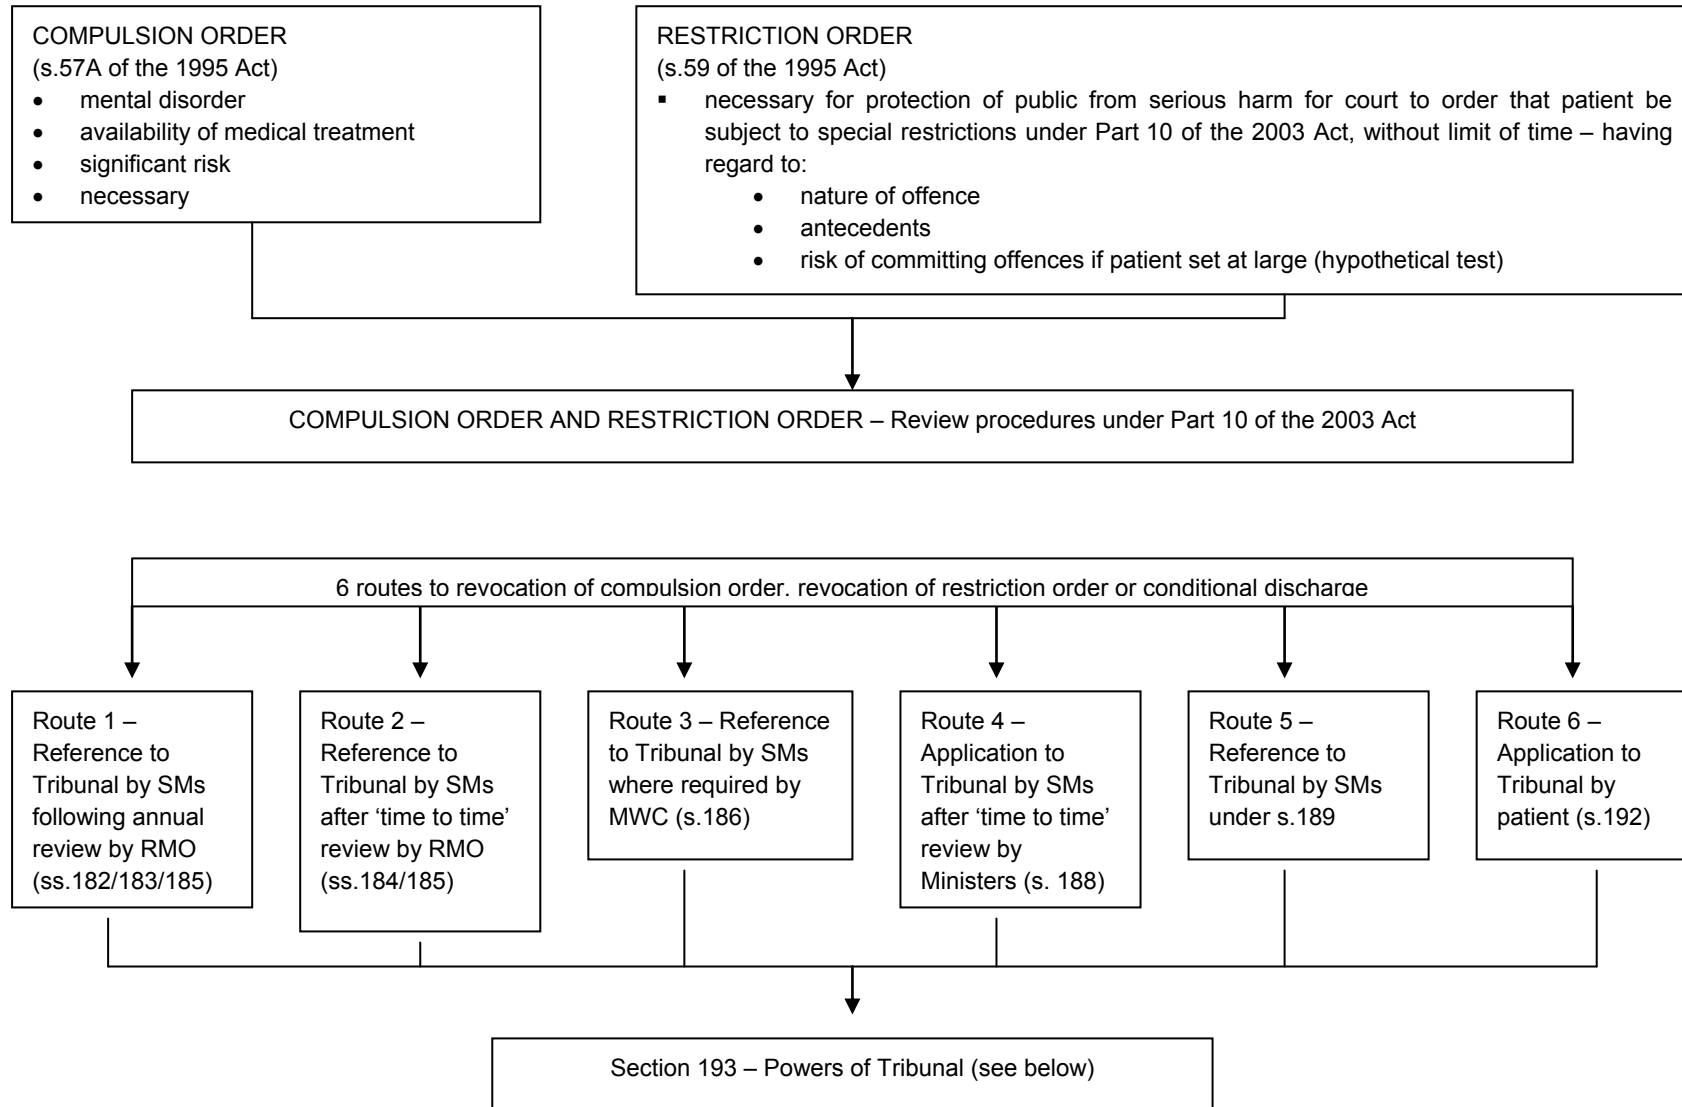 COMPULSION ORDER
(s.57A of the 1995 Act)
• mental disorder
• availability of medical treatment
• significant risk
• necessary
RESTRICTION ORDER
(s.59 of the 1995 Act)
▪ necessary for protection of public from serious harm for court to order that patient be
subject to special restrictions under Part 10 of the 2003 Act, without limit of time – having
regard to:
• nature of offence
• antecedents
• risk of committing offences if patient set at large (hypothetical test)
COMPULSION ORDER AND RESTRICTION ORDER – Review procedures under Part 10 of the 2003 Act
6 routes to revocation of compulsion order, revocation of restriction order or conditional discharge
Route 1 –
Reference to
Tribunal by SMs
following annual
review by RMO
(ss.182/183/185)
Route 2 –
Reference to
Tribunal by SMs
after ‘time to time’
review by RMO
(ss.184/185)
Route 3 – Reference
to Tribunal by SMs
where required by
MWC (s.186)
Route 4 –
Application to
Tribunal by SMs
after ‘time to time’
review by
Ministers (s. 188)
Route 5 –
Reference to
Tribunal by SMs
under s.189
Route 6 –
Application to
Tribunal by
patient (s.192)
Section 193 – Powers of Tribunal (see below)